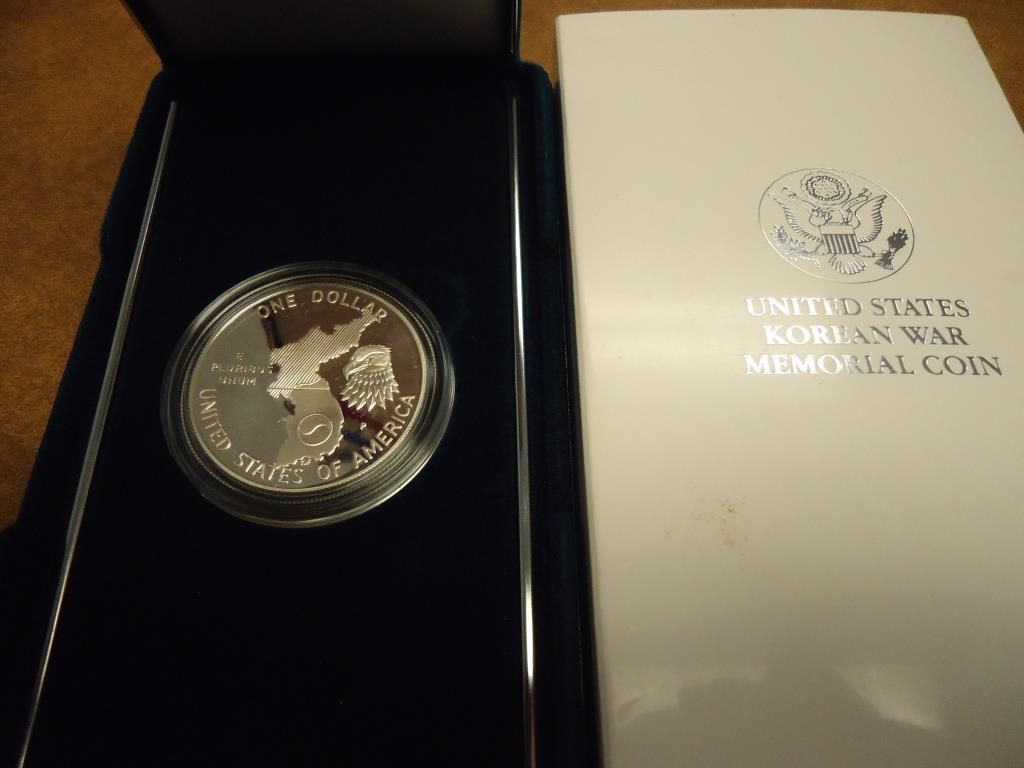 ONE DOLLAR
E
PLURIBUS
UNUM
UNITED STATES OF AMERICA
UNITED STATES
KOREAN WAR
MEMORIAL COIN